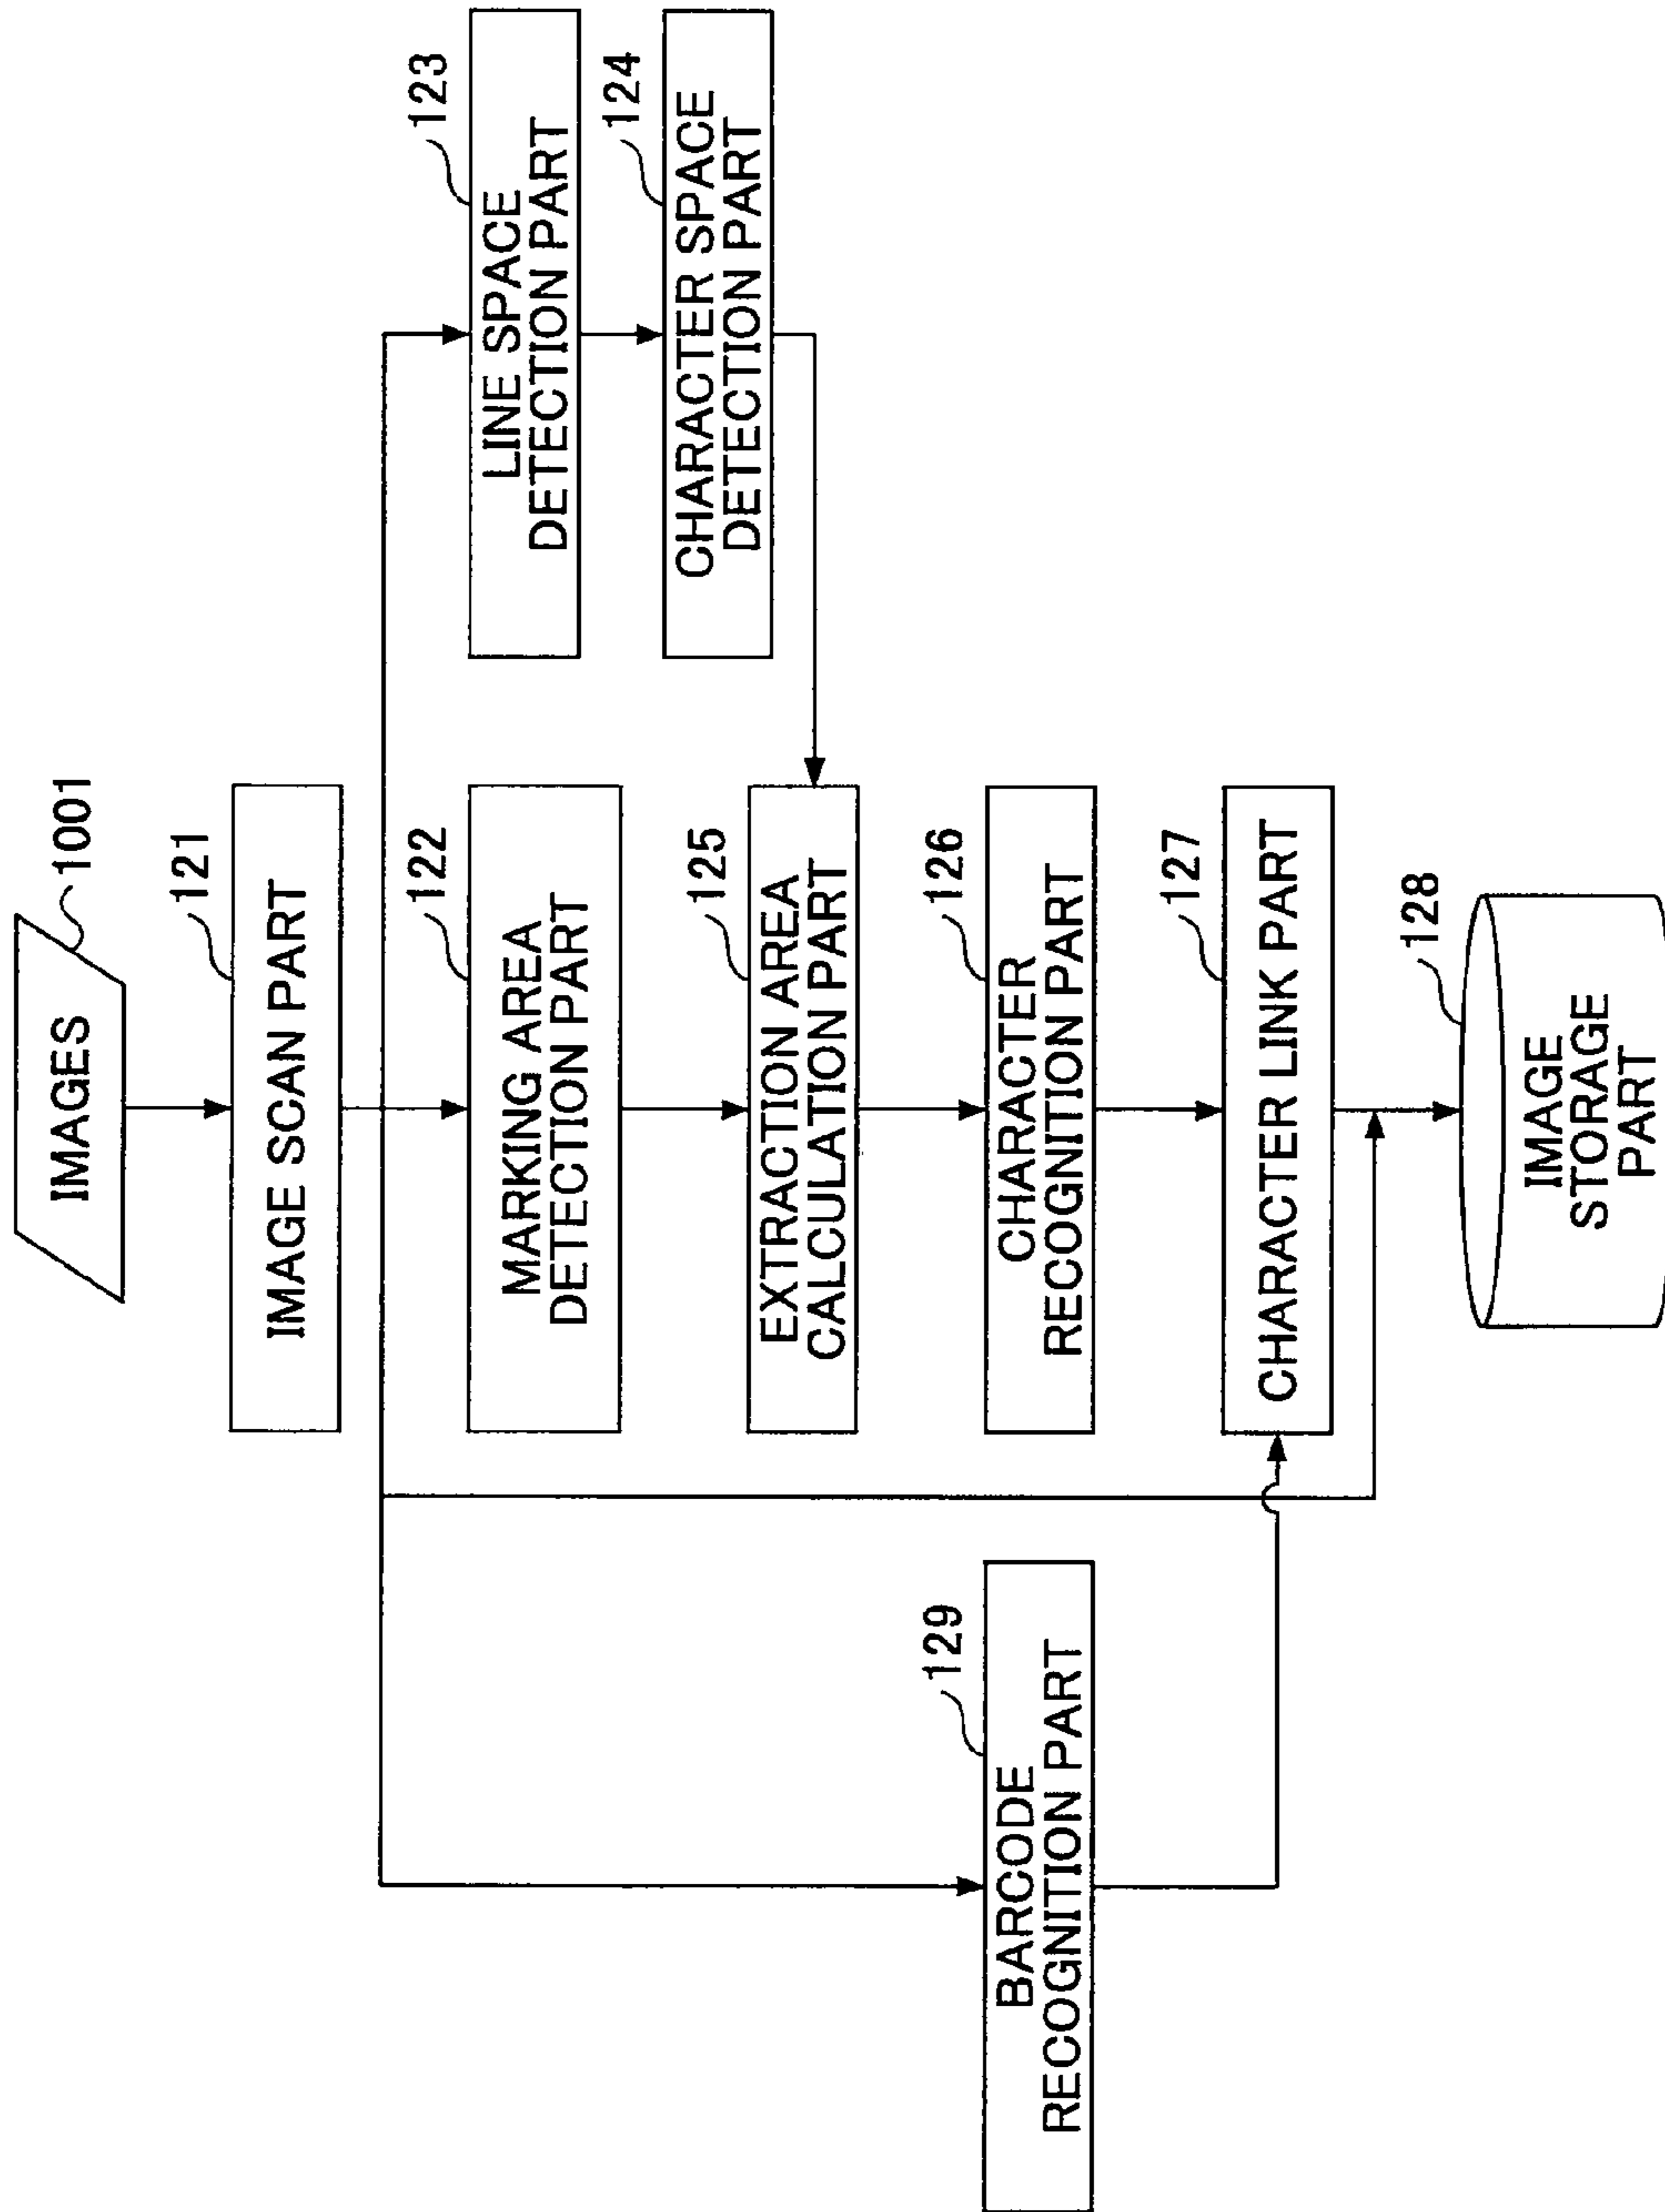 IMAGES
1001
IMAGE SCAN PART
121
MARKING AREA
DETECTION PART
122
LINE SPACE
DETECTION PART
123
CHARACTER SPACE
DETECTION PART
124
EXTRACTION AREA
CALCULATION PART
125
CHARACTER
RECOGNITION PART
126
BARCODE
RECOGNITION PART
129
CHARACTER LINK PART
127
IMAGE
STORAGE
PART
128